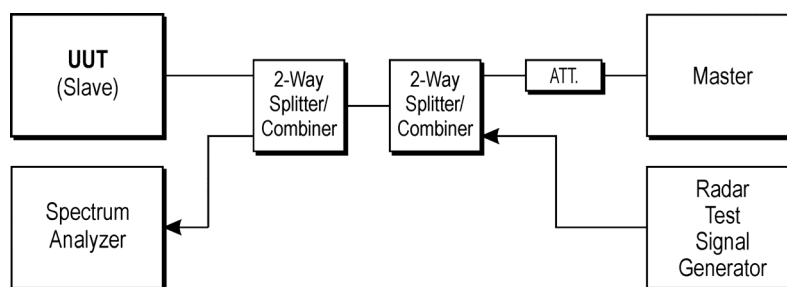 UUT
(Slave)
2-Way
Splitter/
Combiner
2-Way
Splitter/
Combiner
ATT.
Master
Spectrum
Analyzer
Radar
Test
Signal
Generator